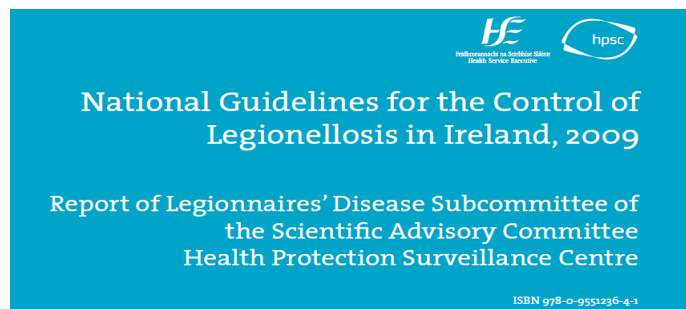 HE
hpsc
Feidhmeannacht na Seirbhíse Sláinte
Health Service Executive
National Guidelines for the Control of
Legionellosis in Ireland, 2009
Report of Legionnaires’ Disease Subcommittee of
the Scientific Advisory Committee
Health Protection Surveillance Centre
ISBN 978-0-9551236-4-1